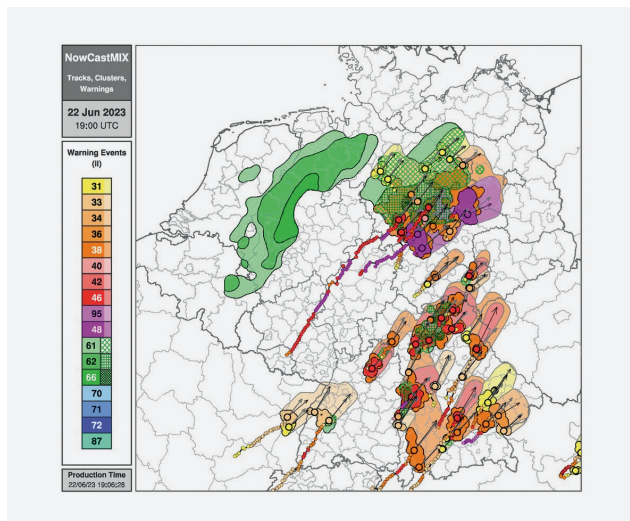 NowCastMIX
Tracks, Clusters,
Warnings
22 Jun 2023
19:00 UTC
Warning Events
(II)
31
33
34
36
38
40
42
46
95
48
61
62
66
70
71
72
87
Production Time
22/06/23 19:06:28